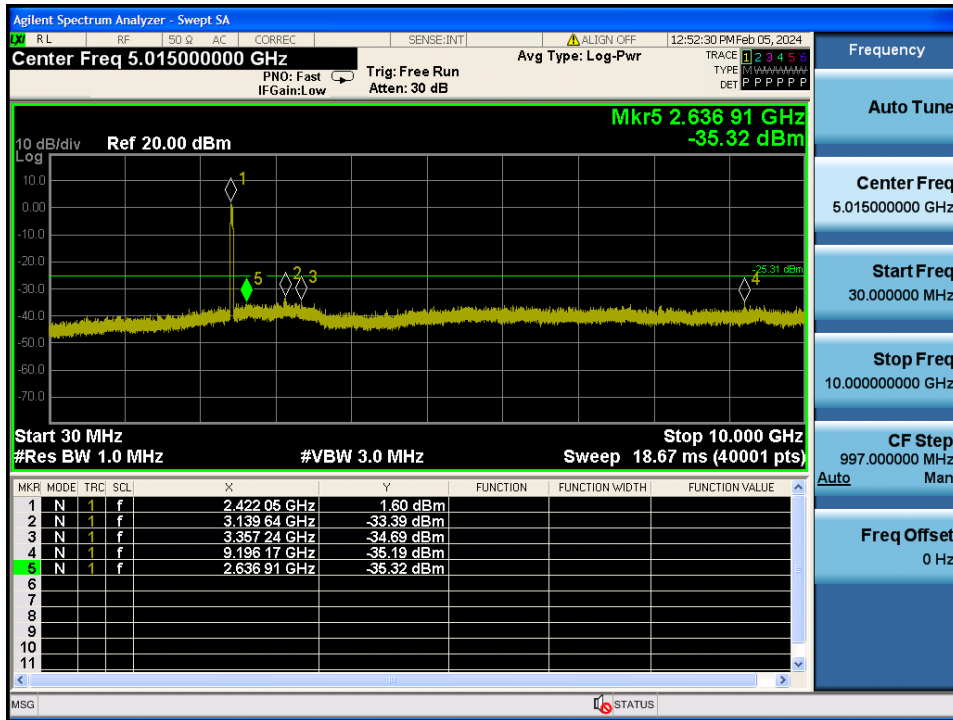 Agilent Spectrum Analyzer - Swept SA
LXI RL RF 50 Ω AC CORREC SENSE:INT ALIGN OFF 12:52:30 PM Feb 05, 2024
Center Freq 5.015000000 GHz
PNO: Fast
IFGain:Low
Trig: Free Run
Atten: 30 dB
Avg Type: Log-Pwr
TRACE 1 2 3 4 5 6
TYPE M
DET P P P P P P
Mkr5 2.636 91 GHz
-35.32 dBm
10 dB/div
Log
Ref 20.00 dBm
10.0
0.00
-10.0
-20.0
-30.0
-40.0
-50.0
-60.0
-70.0
1
5
2
3
4
-25.31 dBm
Start 30 MHz
Stop 10.000 GHz
#Res BW 1.0 MHz
#VBW 3.0 MHz
Sweep 18.67 ms (40001 pts)
MKR MODE TRC SCL X Y FUNCTION FUNCTION WIDTH FUNCTION VALUE
1 N 1 f 2.422 05 GHz 1.60 dBm
2 N 1 f 3.139 64 GHz -33.39 dBm
3 N 1 f 3.357 24 GHz -34.69 dBm
4 N 1 f 9.196 17 GHz -35.19 dBm
5 N 1 f 2.636 91 GHz -35.32 dBm
6
7
8
9
10
11
MSG
STATUS
Frequency
Auto Tune
Center Freq
5.015000000 GHz
Start Freq
30.000000 MHz
Stop Freq
10.000000000 GHz
CF Step
997.000000 MHz
Auto Man
Freq Offset
0 Hz